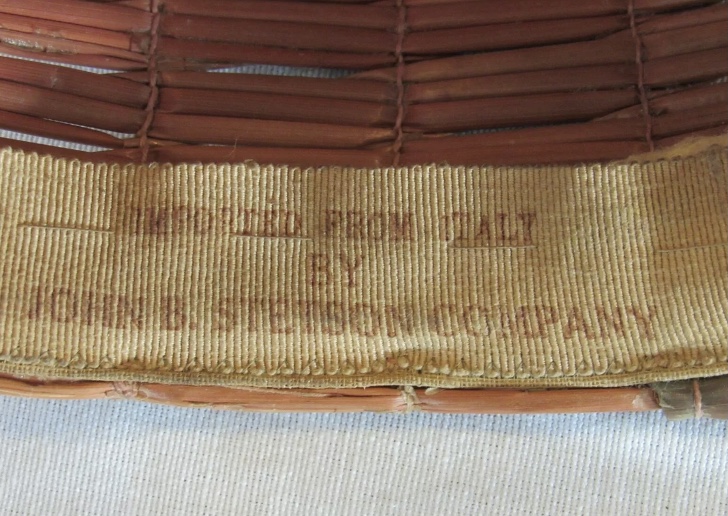 IMPORTED FROM ITALY
BY
JOHN B. STETSON COMPANY